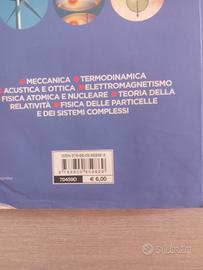 • MECCANICA • TERMODINAMICA
• ACUSTICA E OTTICA • ELETTROMAGNETISMO
FISICA ATOMICA E NUCLEARE • TEORIA DELLA
RELATIVITÀ • FISICA DELLE PARTICELLE
E DEI SISTEMI COMPLESSI
70459D
€ 6,00
subito